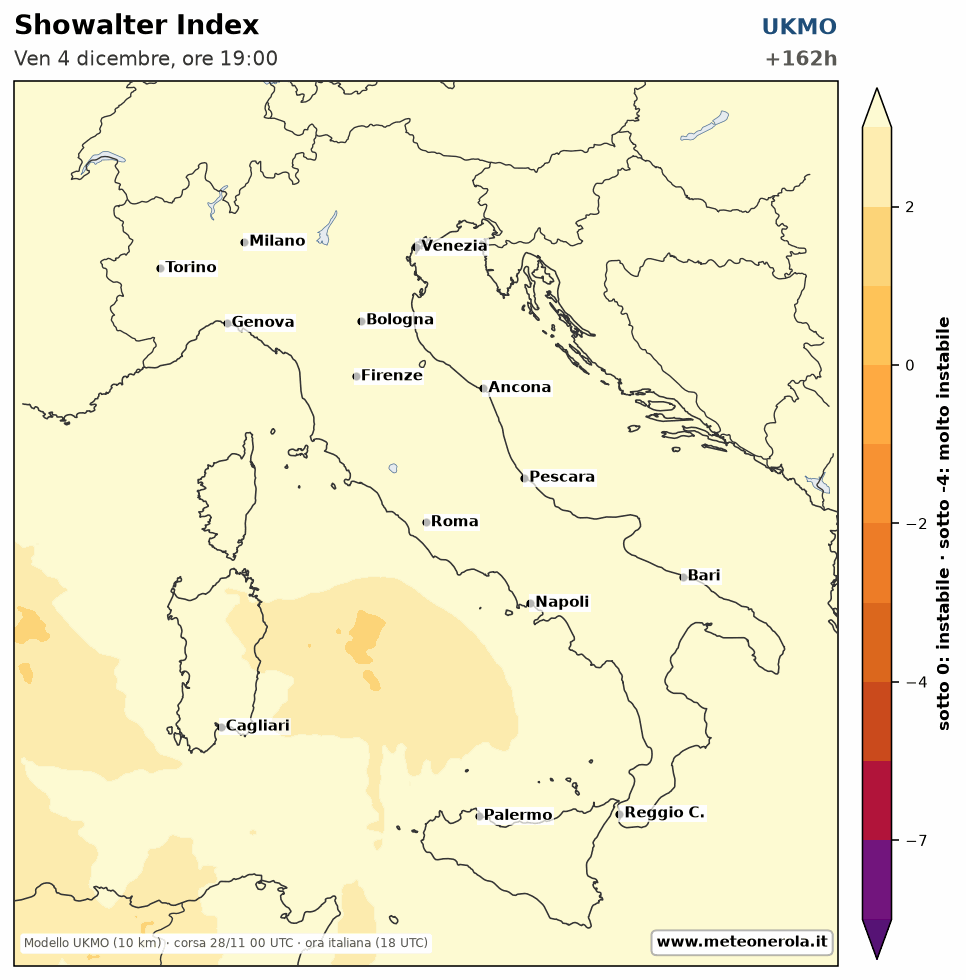 Showalter Index
UKMO
Ven 4 dicembre, ore 19:00
+162h
Milano
Venezia
Torino
Genova
Bologna
Firenze
Ancona
Pescara
Roma
Bari
Napoli
Cagliari
Palermo
Reggio C.
2
0
−2
−4
−7
sotto 0: instabile · sotto -4: molto instabile
Modello UKMO (10 km) · corsa 28/11 00 UTC · ora italiana (18 UTC)
www.meteonerola.it